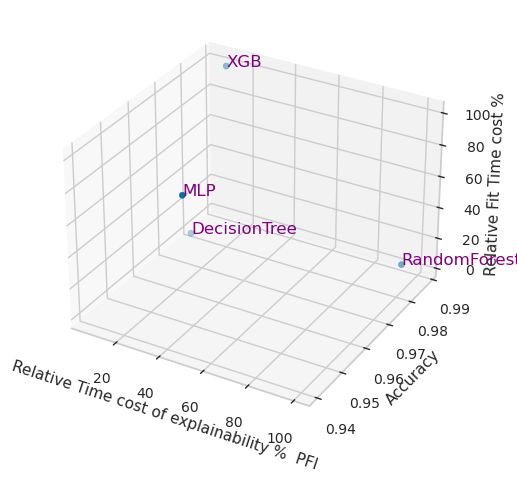 XGB
MLP
DecisionTree
RandomForest
Relative Time cost of explainability %  PFI
20
40
60
80
100
Accuracy
0.94
0.95
0.96
0.97
0.98
0.99
Relative Fit Time cost %
0
20
40
60
80
100